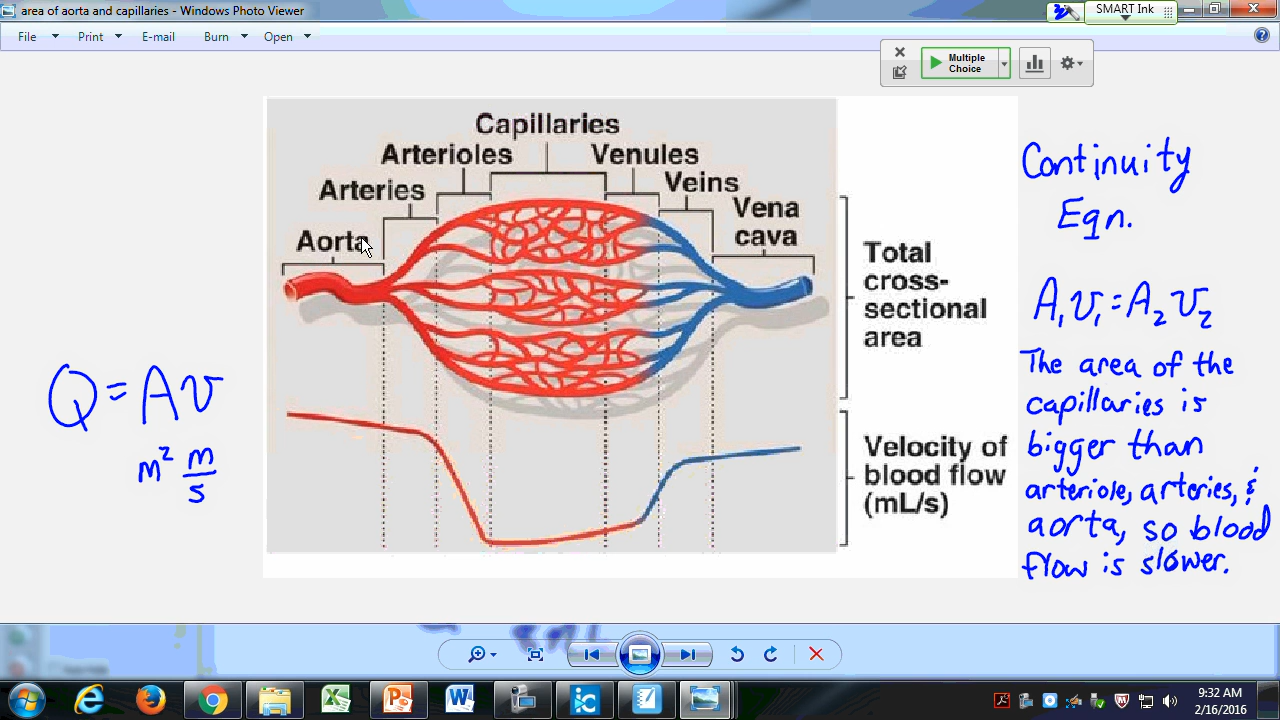 area of aorta and capillaries - Windows Photo Viewer
SMART Ink
File Print E-mail Burn Open
Multiple
Choice
Capillaries
Arterioles Venules
Arteries Veins
Aorta Vena
cava
Total
cross-
sectional
area
Velocity of
blood flow
(mL/s)
Q = Av
m² m/s
Continuity
Eqn.
A₁v₁ = A₂v₂
The area of the
capillaries is
bigger than
arteriole, arteries, &
aorta, so blood
flow is slower.
9:32 AM
2/16/2016